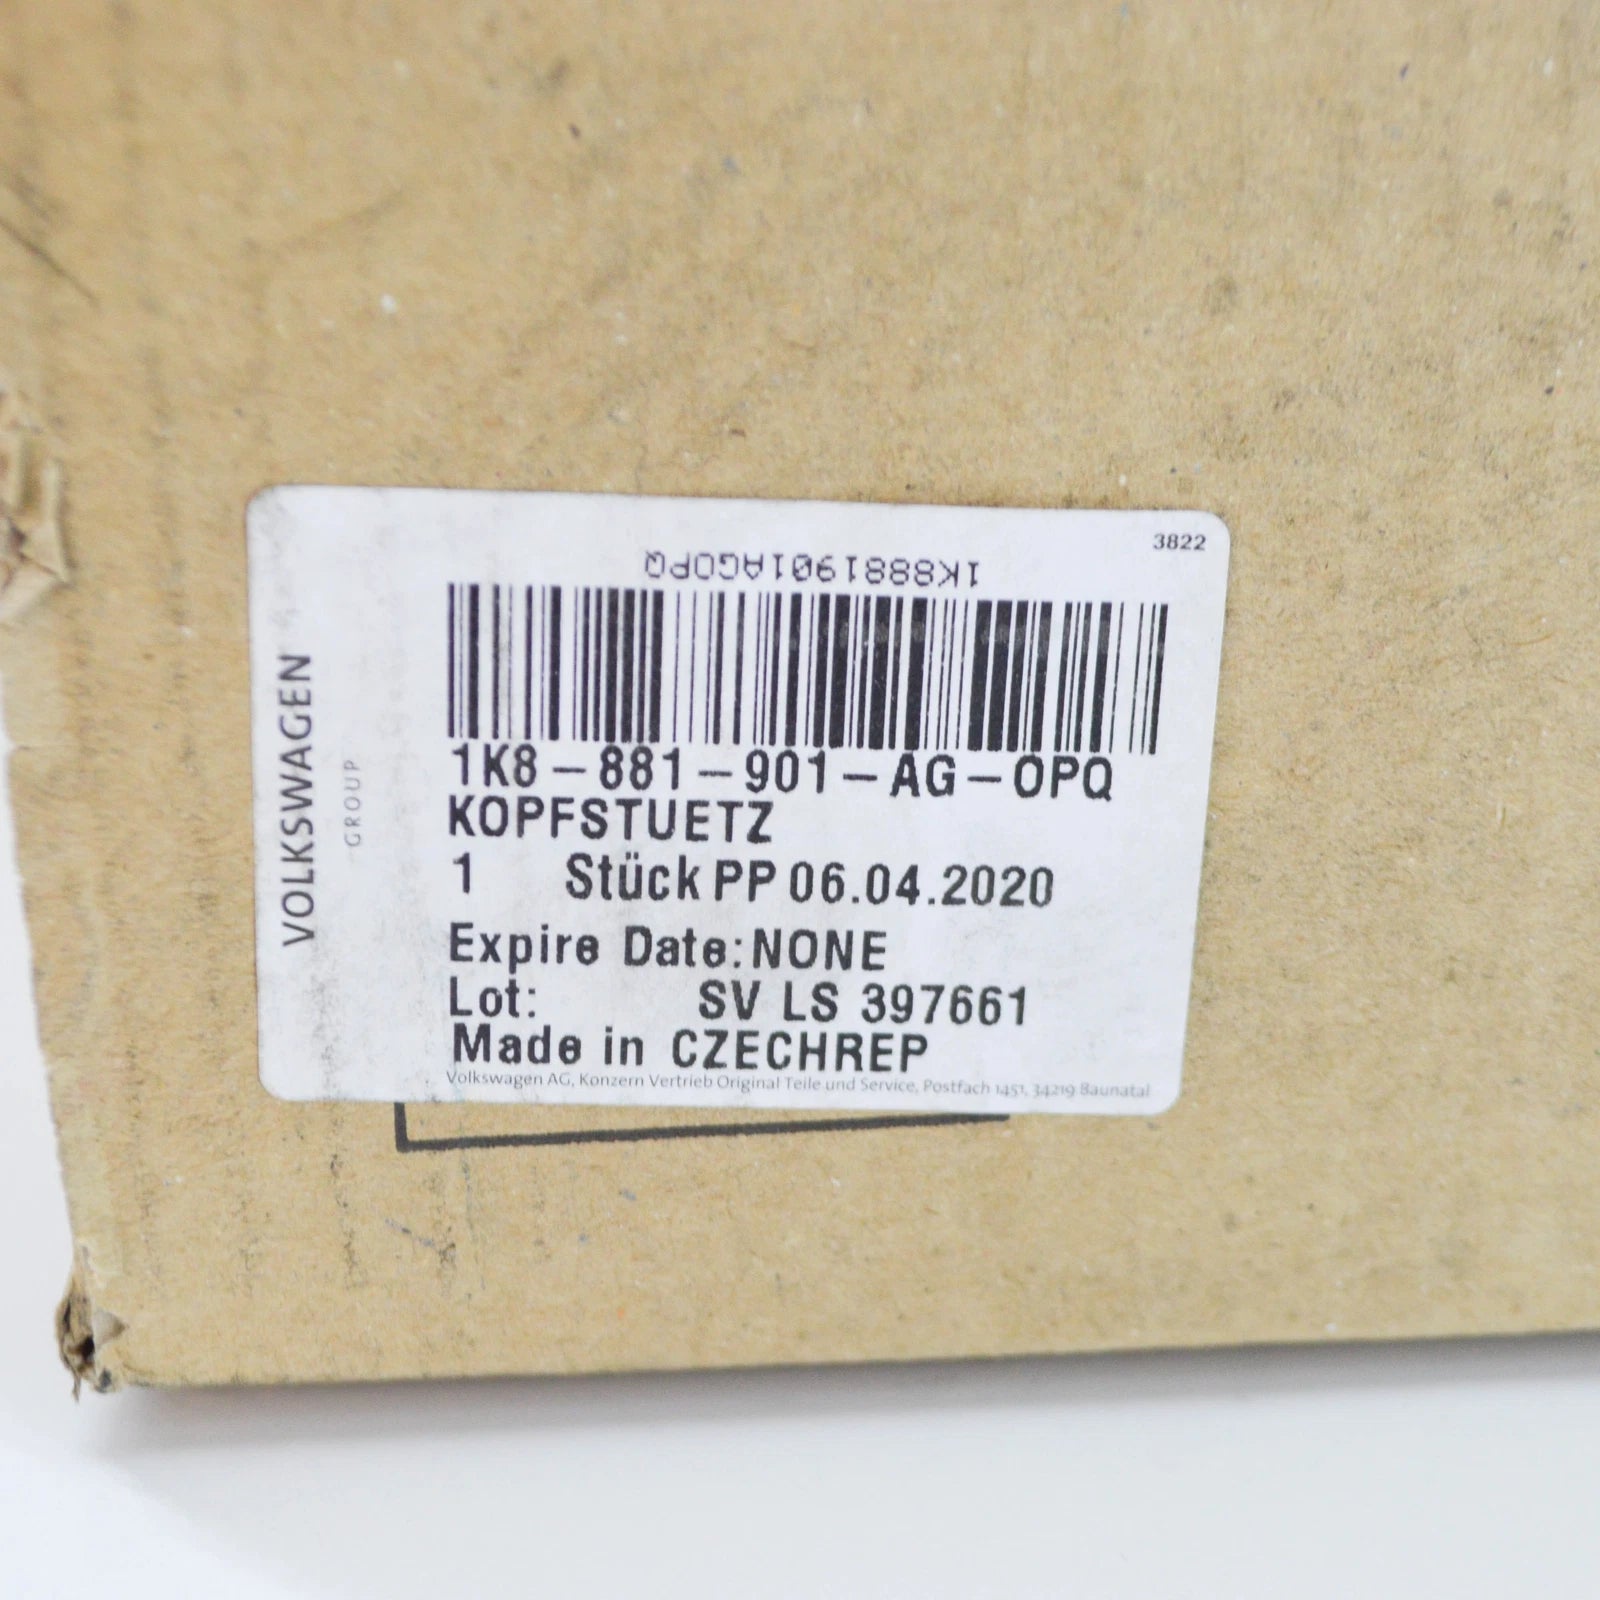 3822
1K8881901AGOPQ
VOLKSWAGEN
GROUP
1K8-881-901-AG-OPQ
KOPFSTUETZ
1 Stück PP 06.04.2020
Expire Date: NONE
Lot: SV LS 397661
Made in CZECHREP
Volkswagen AG, Konzern Vertrieb Original Teile und Service, Postfach 1451, 34219 Baunatal